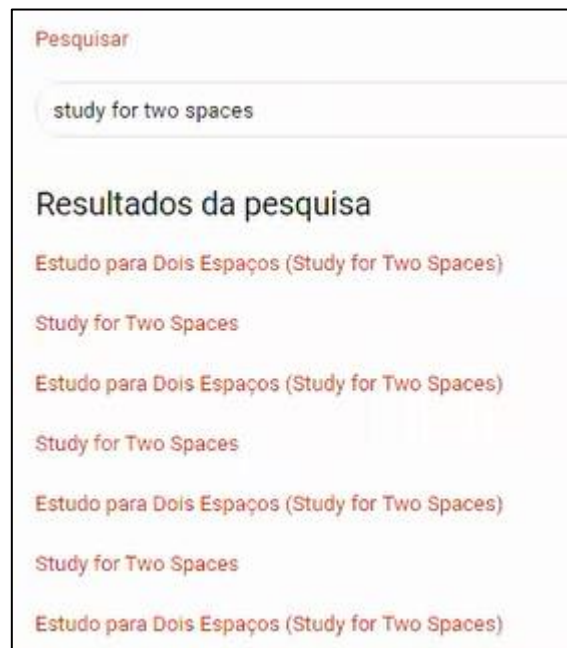 Pesquisar
study for two spaces
Resultados da pesquisa
Estudo para Dois Espaços (Study for Two Spaces)
Study for Two Spaces
Estudo para Dois Espaços (Study for Two Spaces)
Study for Two Spaces
Estudo para Dois Espaços (Study for Two Spaces)
Study for Two Spaces
Estudo para Dois Espaços (Study for Two Spaces)